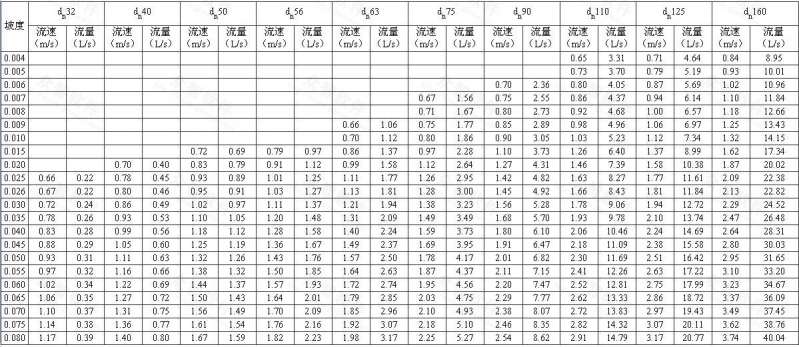 坡度 dn32 dn40 dn50 dn56 dn63 dn75 dn90 dn110 dn125 dn160
流速 流量 流速 流量 流速 流量 流速 流量 流速 流量 流速 流量 流速 流量 流速 流量 流速 流量 流速 流量
(m/s) (L/s) (m/s) (L/s) (m/s) (L/s) (m/s) (L/s) (m/s) (L/s) (m/s) (L/s) (m/s) (L/s) (m/s) (L/s) (m/s) (L/s) (m/s) (L/s)
0.004 0.65 3.31 0.71 4.64 0.84 8.95
0.005 0.73 3.70 0.79 5.19 0.93 10.01
0.006 0.70 2.36 0.80 4.05 0.87 5.69 1.02 10.96
0.007 0.67 1.56 0.75 2.55 0.86 4.37 0.94 6.14 1.10 11.84
0.008 0.71 1.67 0.80 2.73 0.92 4.68 1.00 6.57 1.18 12.66
0.009 0.66 1.06 0.75 1.77 0.85 2.89 0.98 4.96 1.06 6.97 1.25 13.43
0.010 0.70 1.12 0.80 1.86 0.90 3.05 1.03 5.23 1.12 7.34 1.32 14.15
0.015 0.72 0.69 0.79 0.97 0.86 1.37 0.97 2.28 1.10 3.73 1.26 6.40 1.37 8.99 1.62 17.34
0.020 0.70 0.40 0.83 0.79 0.91 1.12 0.99 1.58 1.12 2.64 1.27 4.31 1.46 7.39 1.58 10.38 1.87 20.02
0.025 0.66 0.22 0.78 0.45 0.93 0.89 1.01 1.25 1.11 1.77 1.26 2.95 1.42 4.82 1.63 8.27 1.77 11.61 2.09 22.38
0.026 0.67 0.22 0.80 0.46 0.95 0.91 1.03 1.27 1.13 1.81 1.28 3.00 1.45 4.92 1.66 8.43 1.81 11.84 2.13 22.82
0.030 0.72 0.24 0.86 0.49 1.02 0.97 1.11 1.37 1.21 1.94 1.38 3.23 1.56 5.28 1.78 9.06 1.94 12.72 2.29 24.52
0.035 0.78 0.26 0.93 0.53 1.10 1.05 1.20 1.48 1.31 2.09 1.49 3.49 1.68 5.70 1.93 9.78 2.10 13.74 2.47 26.48
0.040 0.83 0.28 0.99 0.56 1.18 1.12 1.28 1.58 1.40 2.24 1.59 3.73 1.80 6.10 2.06 10.46 2.24 14.69 2.64 28.31
0.045 0.88 0.29 1.05 0.60 1.25 1.19 1.36 1.67 1.49 2.37 1.69 3.95 1.91 6.47 2.18 11.09 2.38 15.58 2.80 30.03
0.050 0.93 0.31 1.11 0.63 1.32 1.26 1.43 1.76 1.57 2.50 1.78 4.17 2.01 6.82 2.30 11.69 2.51 16.42 2.95 31.65
0.055 0.97 0.32 1.16 0.66 1.38 1.32 1.50 1.85 1.64 2.63 1.87 4.37 2.11 7.15 2.41 12.26 2.63 17.22 3.10 33.20
0.060 1.02 0.34 1.22 0.69 1.44 1.37 1.57 1.93 1.72 2.74 1.95 4.56 2.20 7.47 2.52 12.81 2.75 17.99 3.23 34.67
0.065 1.06 0.35 1.27 0.72 1.50 1.43 1.64 2.01 1.79 2.85 2.03 4.75 2.29 7.77 2.62 13.33 2.86 18.72 3.37 36.09
0.070 1.10 0.37 1.31 0.75 1.56 1.49 1.70 2.09 1.85 2.96 2.10 4.93 2.38 8.07 2.72 13.83 2.97 19.43 3.49 37.45
0.075 1.14 0.38 1.36 0.77 1.61 1.54 1.76 2.16 1.92 3.07 2.18 5.10 2.46 8.35 2.82 14.32 3.07 20.11 3.62 38.76
0.080 1.17 0.39 1.40 0.80 1.67 1.59 1.82 2.23 1.98 3.17 2.25 5.27 2.54 8.62 2.91 14.79 3.17 20.77 3.74 40.04